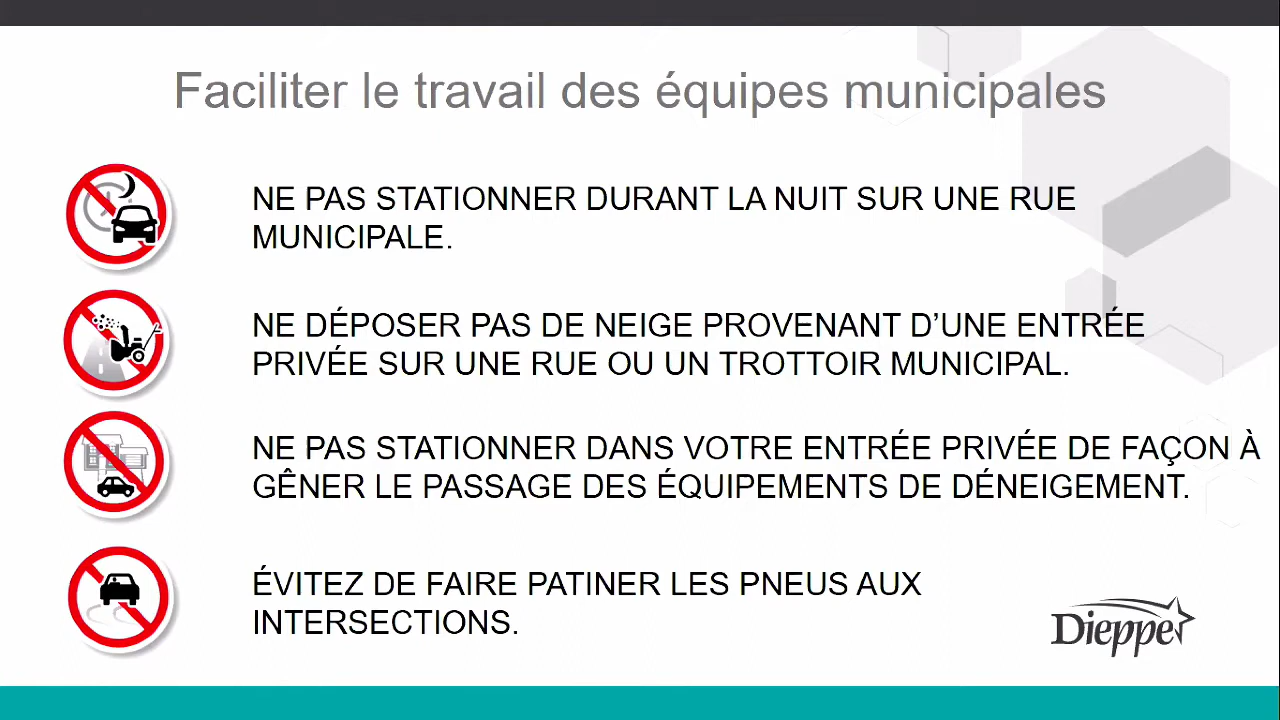 Faciliter le travail des équipes municipales
NE PAS STATIONNER DURANT LA NUIT SUR UNE RUE
MUNICIPALE.
NE DÉPOSER PAS DE NEIGE PROVENANT D’UNE ENTRÉE
PRIVÉE SUR UNE RUE OU UN TROTTOIR MUNICIPAL.
NE PAS STATIONNER DANS VOTRE ENTRÉE PRIVÉE DE FAÇON À
GÊNER LE PASSAGE DES ÉQUIPEMENTS DE DÉNEIGEMENT.
ÉVITEZ DE FAIRE PATINER LES PNEUS AUX
INTERSECTIONS.
Dieppe